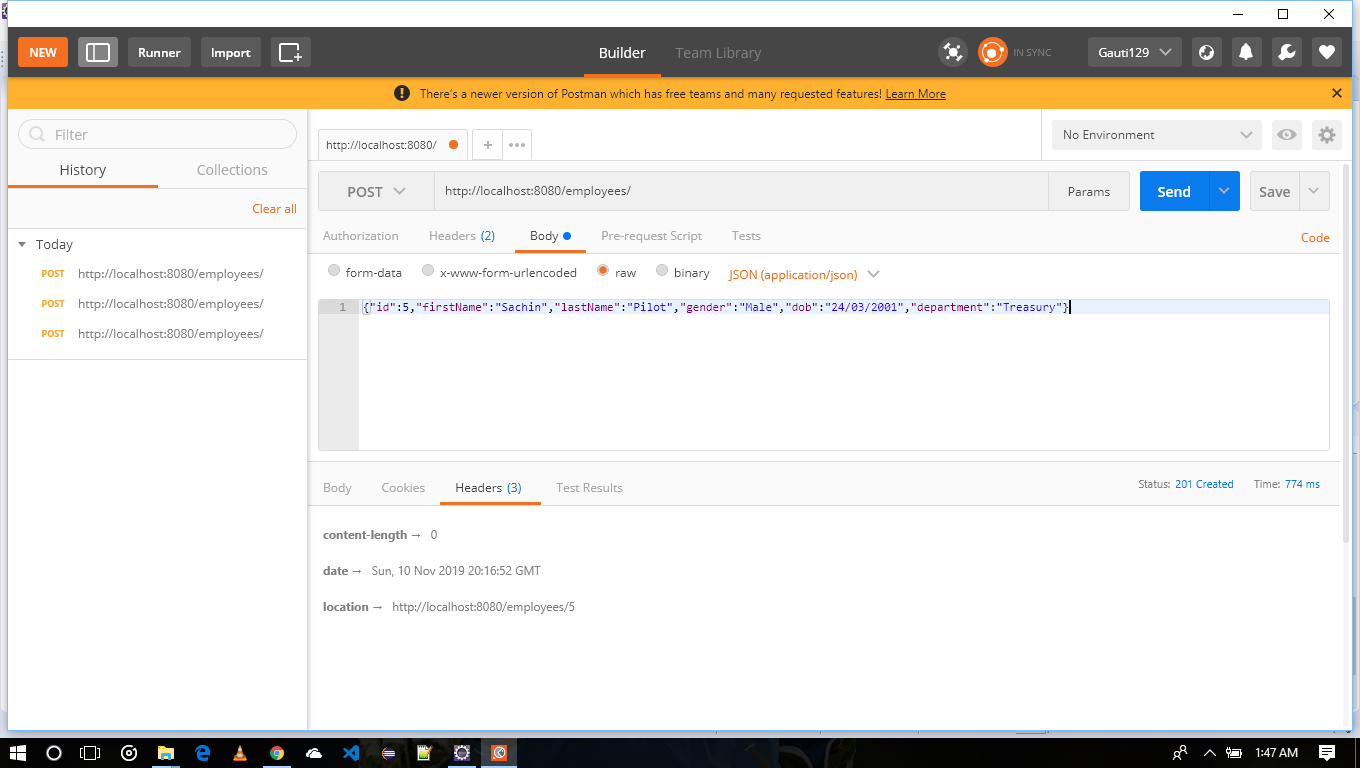 NEW Runner Import Builder Team Library IN SYNC Gauti129
There's a newer version of Postman which has free teams and many requested features! Learn More
Filter
History Collections
Clear all
Today
POST http://localhost:8080/employees/
POST http://localhost:8080/employees/
POST http://localhost:8080/employees/
http://localhost:8080/ + ••• No Environment
POST http://localhost:8080/employees/ Params Send Save
Authorization Headers (2) Body Pre-request Script Tests Code
form-data x-www-form-urlencoded raw binary JSON (application/json)
1 {"id":5,"firstName":"Sachin","lastName":"Pilot","gender":"Male","dob":"24/03/2001","department":"Treasury"}
Body Cookies Headers (3) Test Results Status: 201 Created Time: 774 ms
content-length → 0
date → Sun, 10 Nov 2019 20:16:52 GMT
location → http://localhost:8080/employees/5
1:47 AM